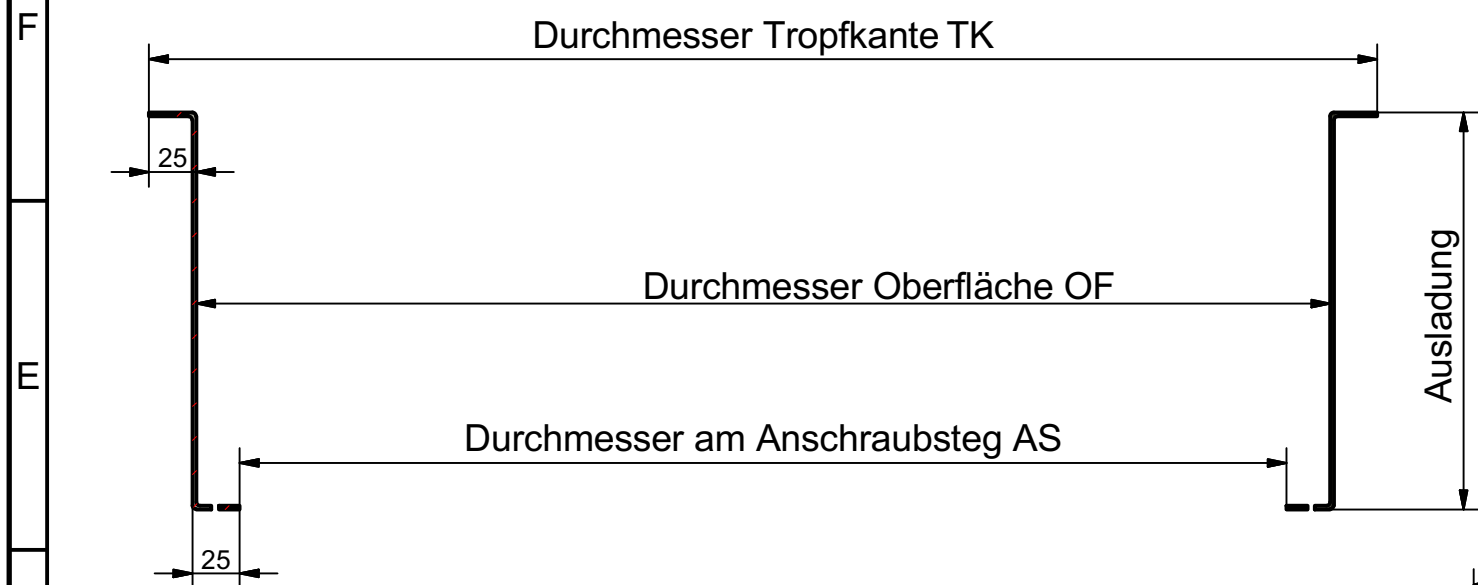 F
Durchmesser Tropfkante TK
25
Durchmesser Oberfläche OF
Ausladung
E
Durchmesser am Anschraubsteg AS
25